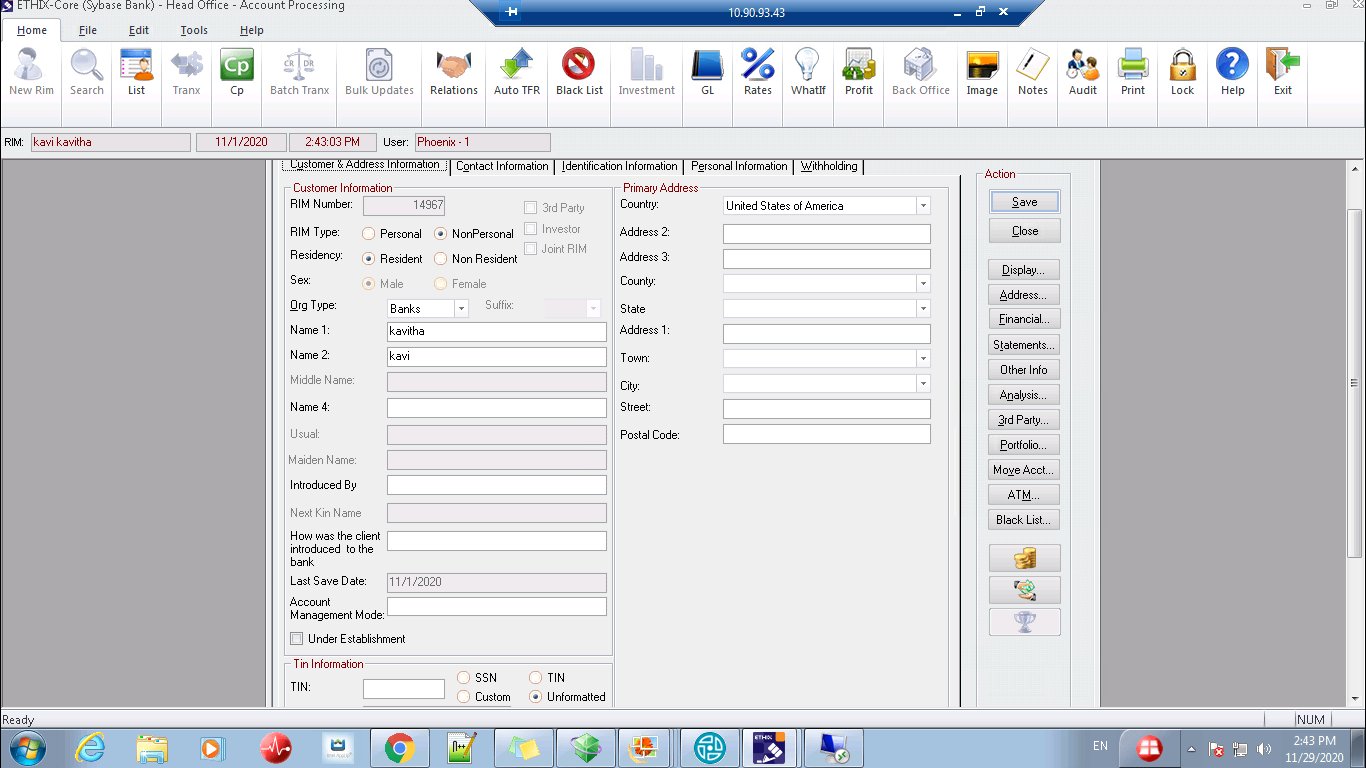 ETHIX-Core (Sybase Bank) - Head Office - Account Processing
10.90.93.43
Home File Edit Tools Help
CR DR
Cp
New Rim Search List Tranx Cp Batch Tranx Bulk Updates Relations Auto TFR Black List Investment GL Rates WhatIf Profit Back Office Image Notes Audit Print Lock Help Exit
RIM: kavi kavitha 11/1/2020 2:43:03 PM User: Phoenix - 1
Customer & Address Information Contact Information Identification Information Personal Information Withholding
Customer Information
RIM Number: 14967
3rd Party
RIM Type: Personal NonPersonal
Investor
Residency: Resident Non Resident
Joint RIM
Sex: Male Female
Org Type: Banks Suffix:
Name 1: kavitha
Name 2: kavi
Middle Name:
Name 4:
Usual:
Maiden Name:
Introduced By
Next Kin Name
How was the client
introduced to the
bank
Last Save Date: 11/1/2020
Account
Management Mode:
Under Establishment
Tin Information
TIN: SSN TIN
Custom Unformatted
Primary Address
Country: United States of America
Address 2:
Address 3:
County:
State
Address 1:
Town:
City:
Street:
Postal Code:
Action
Save
Close
Display...
Address...
Financial...
Statements...
Other Info
Analysis...
3rd Party...
Portfolio...
Move Acct...
ATM...
Black List...
Ready NUM
ETHIX
EN
2:43 PM
11/29/2020